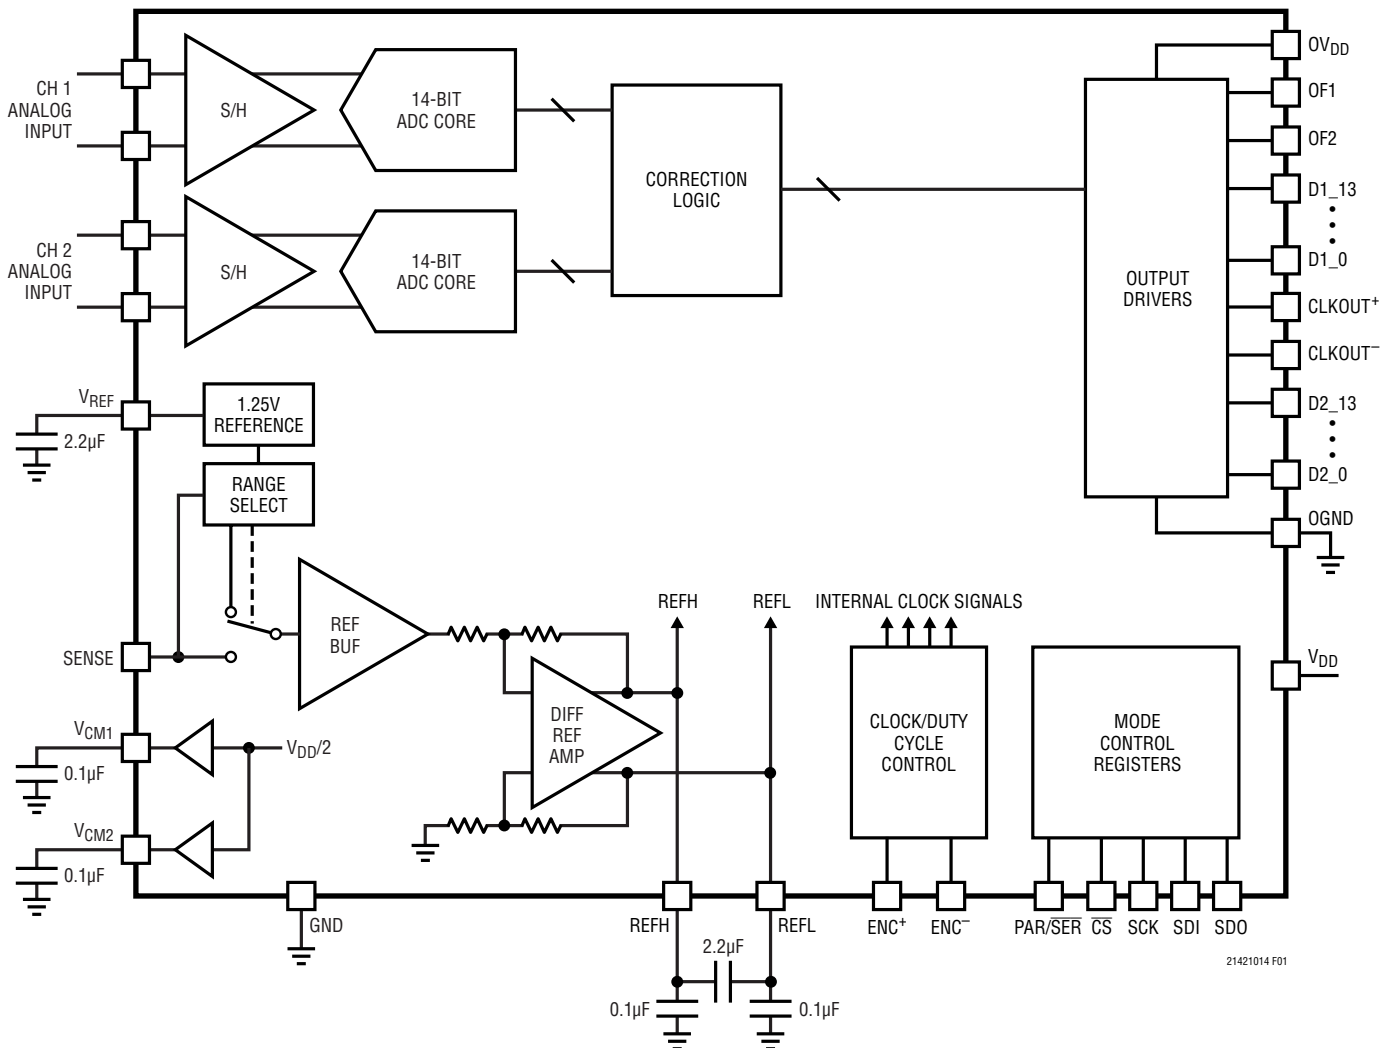 CH 1
ANALOG
INPUT
S/H
14-BIT
ADC CORE
CH 2
ANALOG
INPUT
S/H
14-BIT
ADC CORE
CORRECTION
LOGIC
OUTPUT
DRIVERS
OVDD
OF1
OF2
D1_13
D1_0
CLKOUT+
CLKOUT–
D2_13
D2_0
OGND
VDD
VREF
2.2µF
1.25V
REFERENCE
RANGE
SELECT
SENSE
REF
BUF
DIFF
REF
AMP
REFH
REFL
INTERNAL CLOCK SIGNALS
CLOCK/DUTY
CYCLE
CONTROL
MODE
CONTROL
REGISTERS
VCM1
0.1µF
VDD/2
VCM2
0.1µF
GND
REFH
REFL
2.2µF
0.1µF
0.1µF
ENC+
ENC–
PAR/S̅E̅R̅
C̅S̅
SCK
SDI
SDO
21421014 F01